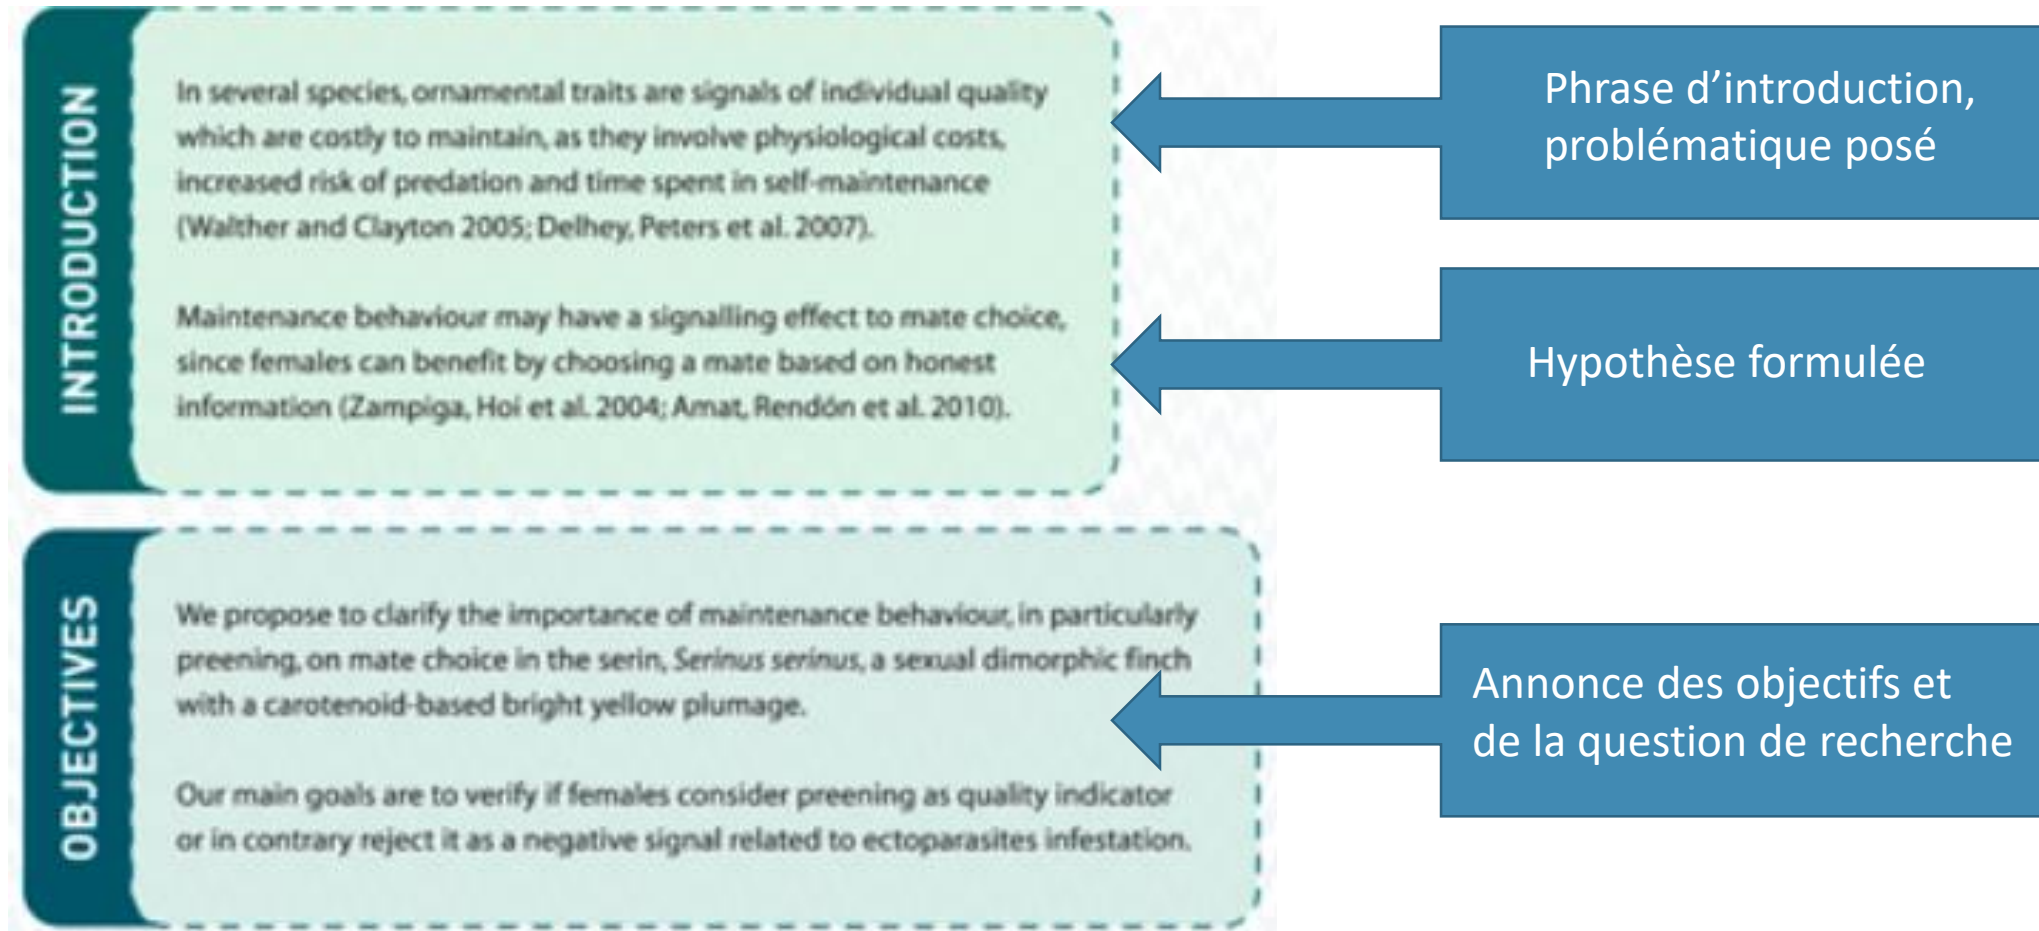 INTRODUCTION
In several species, ornamental traits are signals of individual quality
which are costly to maintain, as they involve physiological costs,
increased risk of predation and time spent in self-maintenance
(Walther and Clayton 2005; Delhey, Peters et al. 2007).
Maintenance behaviour may have a signalling effect to mate choice,
since females can benefit by choosing a mate based on honest
information (Zampiga, Hoi et al. 2004; Amat, Rendón et al. 2010).
Phrase d’introduction,
problématique posé
Hypothèse formulée
OBJECTIVES
We propose to clarify the importance of maintenance behaviour, in particularly
preening, on mate choice in the serin, Serinus serinus, a sexual dimorphic finch
with a carotenoid-based bright yellow plumage.
Our main goals are to verify if females consider preening as quality indicator
or in contrary reject it as a negative signal related to ectoparasites infestation.
Annonce des objectifs et
de la question de recherche